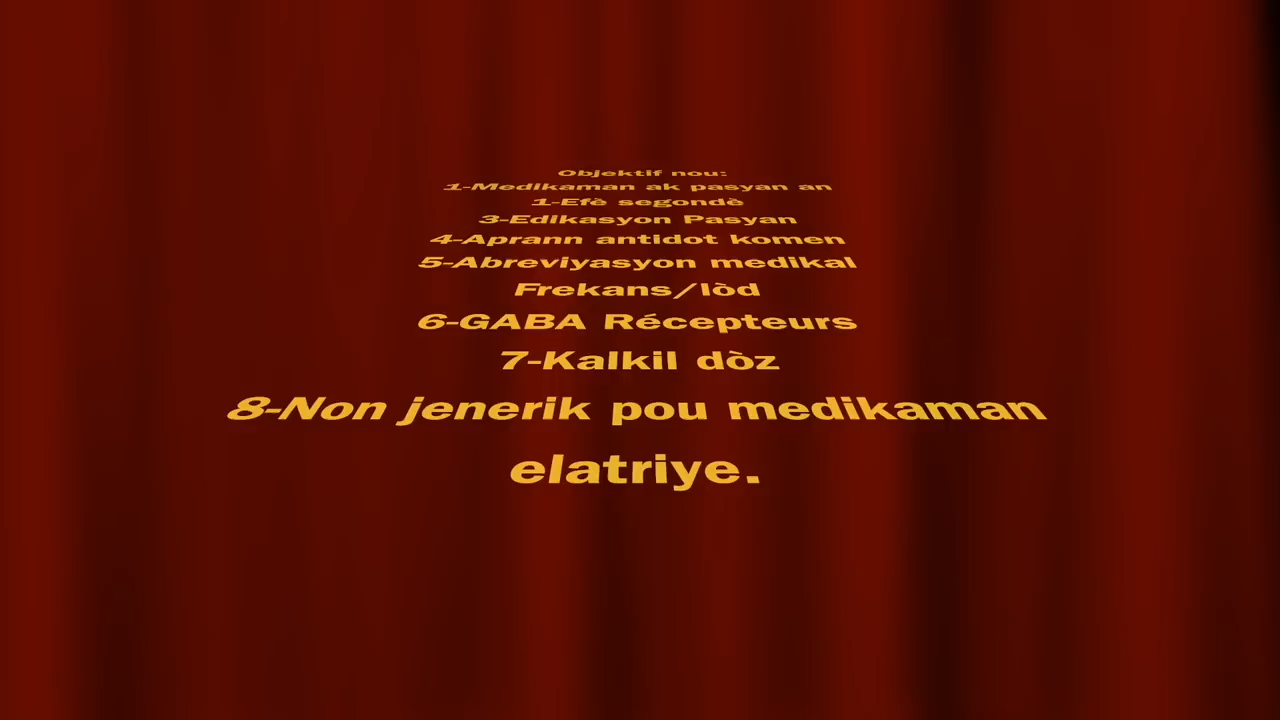 Objektif nou:
1-Medikaman ak pasyan an
1-Efè segondè
3-Edikasyon Pasyan
4-Aprann antidot komen
5-Abreviyasyon medikal
Frekans/lòd
6-GABA Récepteurs
7-Kalkil dòz
8-Non jenerik pou medikaman
elatriye.